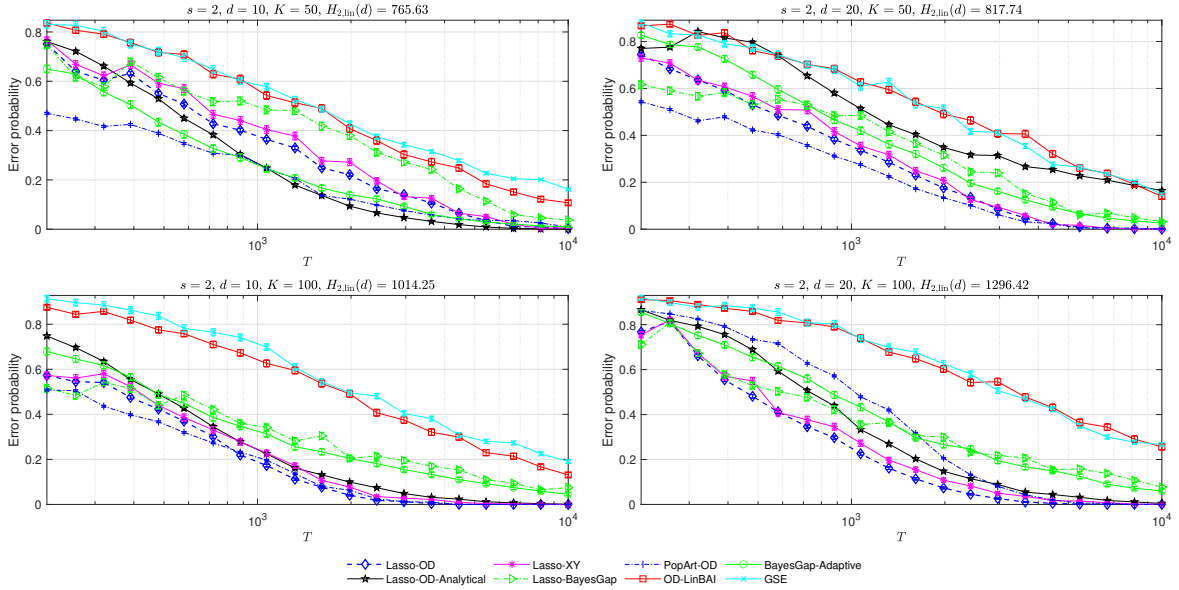 s = 2, d = 10, K = 50, H₂,lin(d) = 765.63
s = 2, d = 20, K = 50, H₂,lin(d) = 817.74
Error probability
0.8
0.6
0.4
0.2
0
10³
10⁴
T
Error probability
0.8
0.6
0.4
0.2
0
10³
10⁴
T
s = 2, d = 10, K = 100, H₂,lin(d) = 1014.25
s = 2, d = 20, K = 100, H₂,lin(d) = 1296.42
Error probability
0.8
0.6
0.4
0.2
0
10³
10⁴
T
Error probability
0.8
0.6
0.4
0.2
0
10³
10⁴
T
Lasso-OD Lasso-XY PopArt-OD BayesGap-Adaptive
Lasso-OD-Analytical Lasso-BayesGap OD-LinBAI GSE